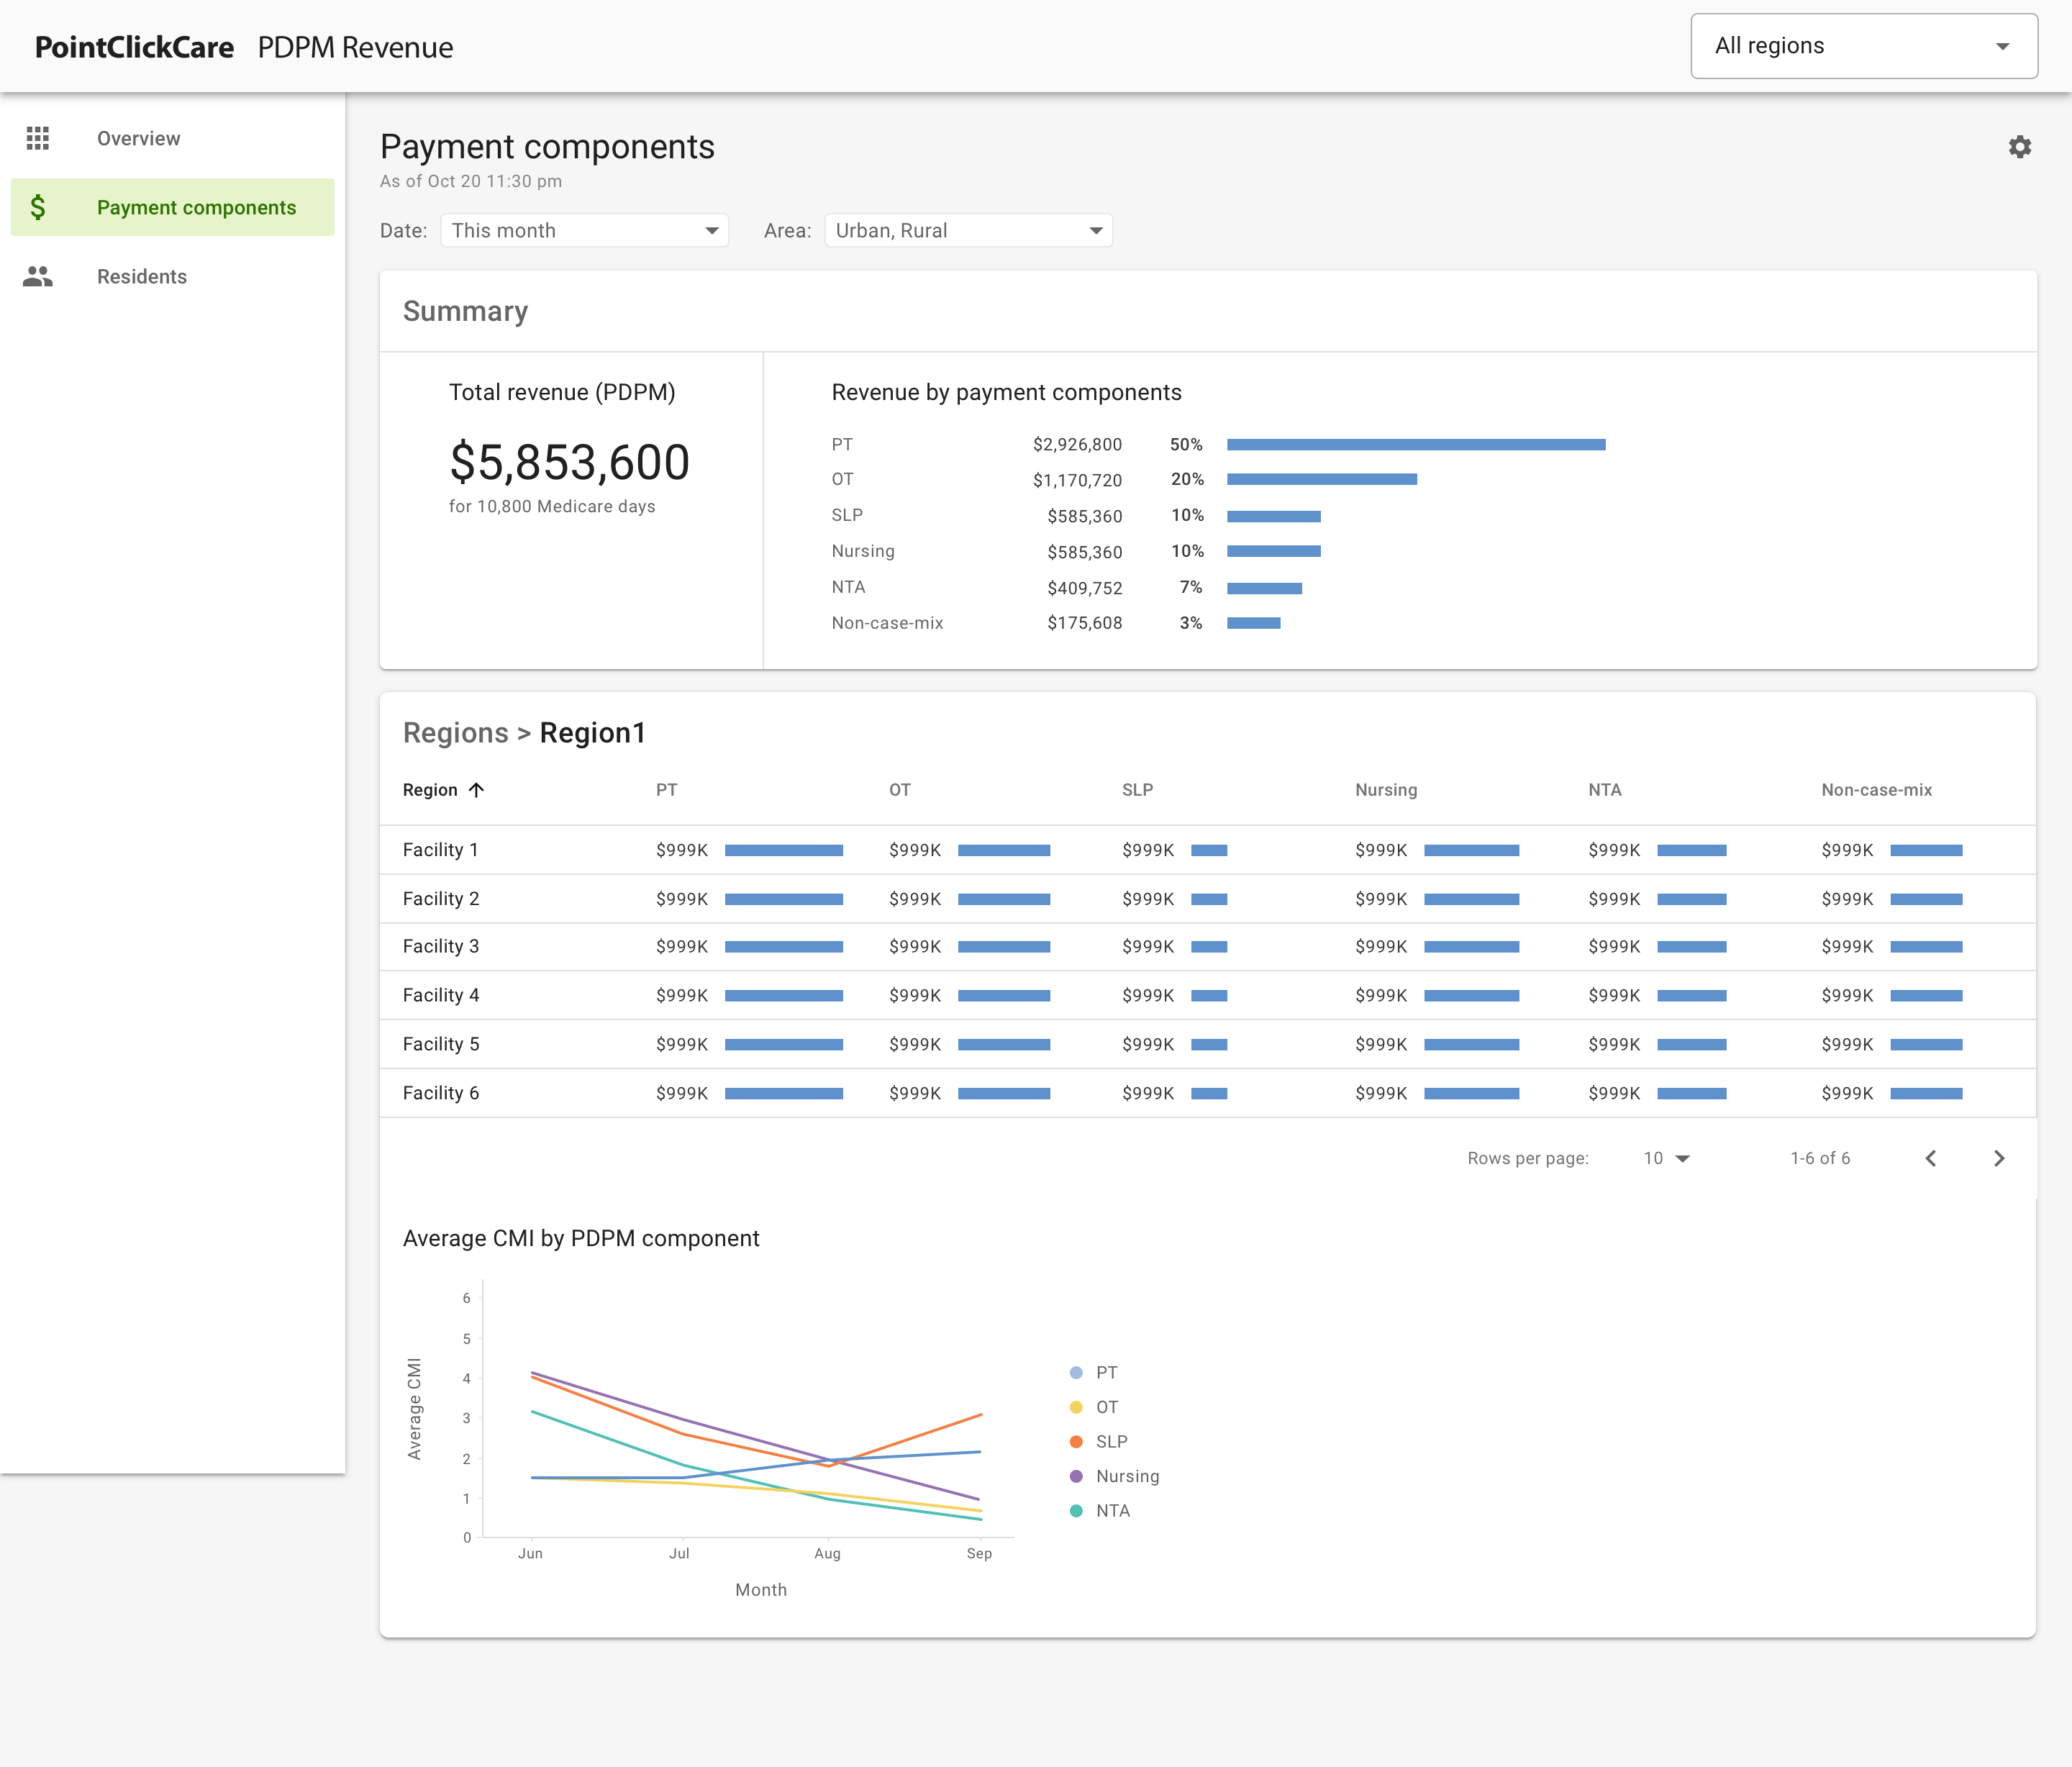 PointClickCare PDPM Revenue
All regions
Overview
Payment components
Residents
Payment components
As of Oct 20 11:30 pm
Date: This month Area: Urban, Rural
Summary
Total revenue (PDPM)
$5,853,600
for 10,800 Medicare days
Revenue by payment components
PT $2,926,800 50%
OT $1,170,720 20%
SLP $585,360 10%
Nursing $585,360 10%
NTA $409,752 7%
Non-case-mix $175,608 3%
Regions > Region1
Region PT OT SLP Nursing NTA Non-case-mix
Facility 1 $999K $999K $999K $999K $999K $999K
Facility 2 $999K $999K $999K $999K $999K $999K
Facility 3 $999K $999K $999K $999K $999K $999K
Facility 4 $999K $999K $999K $999K $999K $999K
Facility 5 $999K $999K $999K $999K $999K $999K
Facility 6 $999K $999K $999K $999K $999K $999K
Rows per page: 10 1-6 of 6
Average CMI by PDPM component
Average CMI
6
5
4
3
2
1
0
Jun Jul Aug Sep
Month
PT
OT
SLP
Nursing
NTA